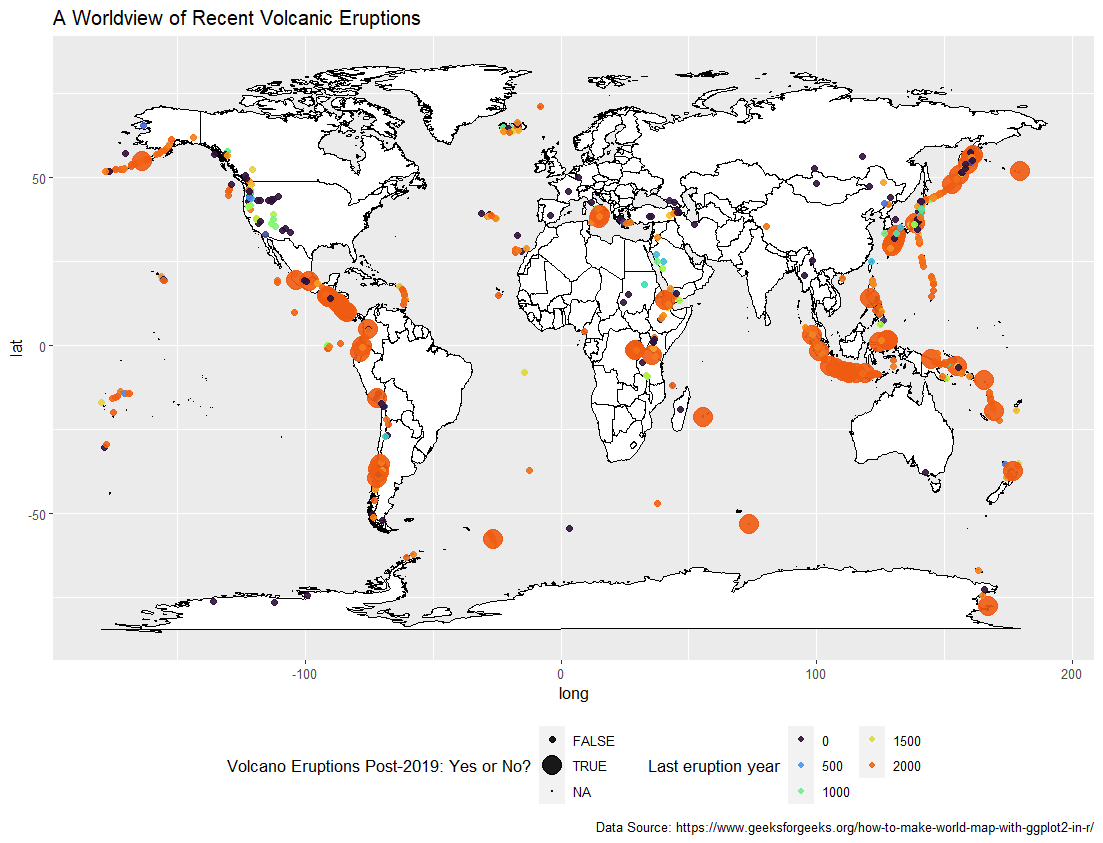 A Worldview of Recent Volcanic Eruptions
lat
50
0
-50
-100
0
100
200
long
Volcano Eruptions Post-2019: Yes or No?
FALSE
TRUE
NA
Last eruption year
0
500
1000
1500
2000
Data Source: https://www.geeksforgeeks.org/how-to-make-world-map-with-ggplot2-in-r/